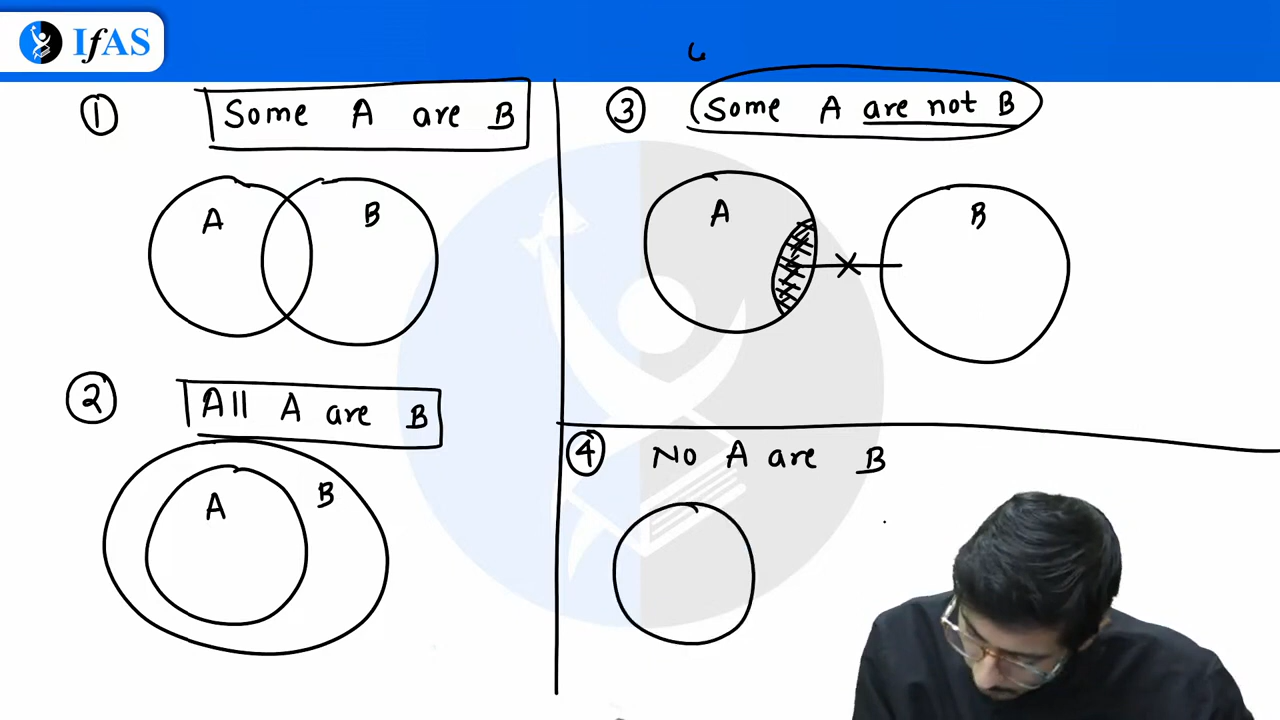 IfAS
① Some A are B
A B
② All A are B
A B
③ Some A are not B
A B
④ No A are B